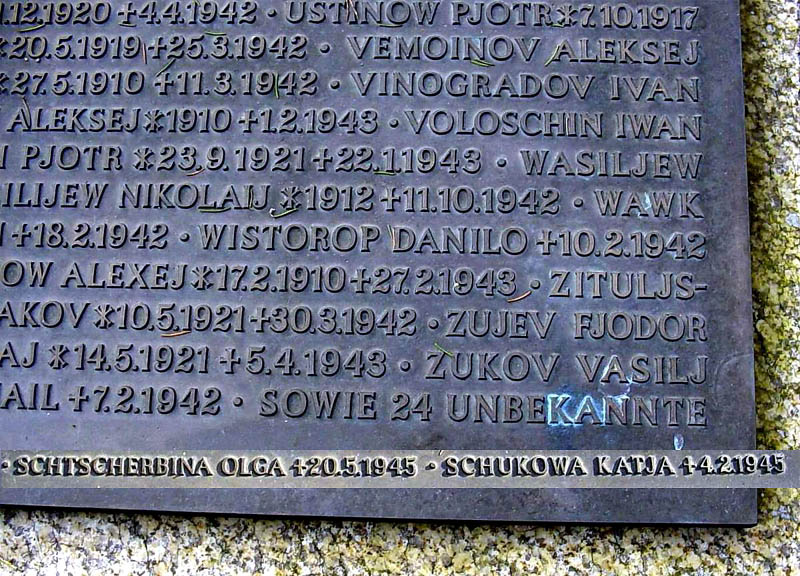 .12.1920 +4.4.1942 · USTINOW PJOTR *7.10.1917
*20.5.1919 +25.3.1942 · VEMOINOV ALEKSEJ
*27.5.1910 +11.3.1942 · VINOGRADOV IVAN
ALEKSEJ *1910 +1.2.1943 · VOLOSCHIN IWAN
PJOTR *23.9.1921 +22.1.1943 · WASILJEW
ILIJEW NIKOLAIJ *1912 +11.10.1942 · WAWK
+18.2.1942 · WISTOROP DANILO +10.2.1942
OW ALEXEJ *17.2.1910 +27.2.1943 · ZITULJS-
AKOV *10.5.1921 +30.3.1942 · ZUJEV FJODOR
AJ *14.5.1921 +5.4.1943 · ZUKOV VASILJ
AIL +7.2.1942 · SOWIE 24 UNBEKANNTE
· SCHTSCHERBINA OLGA +20.5.1945 · SCHUKOWA KATJA +4.2.1945